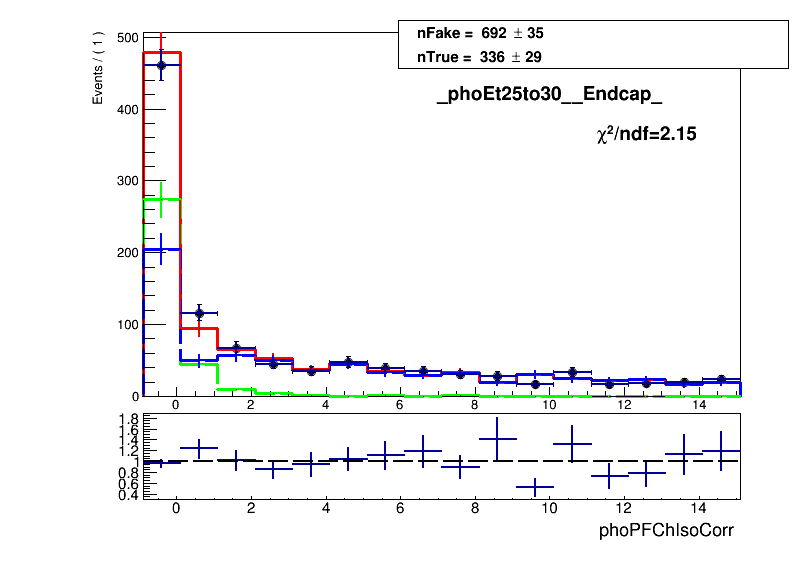 nFake = 692 ± 35
nTrue = 336 ± 29
_phoEt25to30__Endcap_
χ²/ndf=2.15
Events / ( 1 )
500
400
300
200
100
0
0 2 4 6 8 10 12 14
1.8
1.6
1.4
1.2
1
0.8
0.6
0.4
0 2 4 6 8 10 12 14
phoPFChIsoCorr